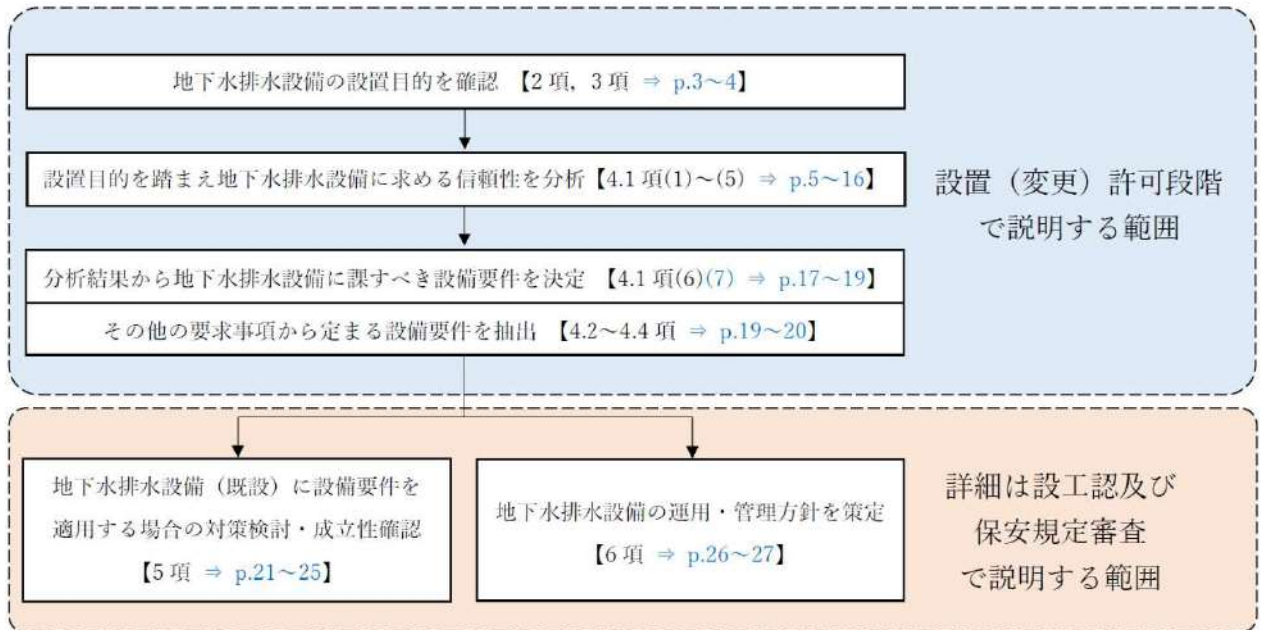 地下水排水設備の設置目的を確認 【2項，3項 ⇒ p.3～4】
設置目的を踏まえ地下水排水設備に求める信頼性を分析【4.1項(1)～(5) ⇒ p.5～16】
分析結果から地下水排水設備に課すべき設備要件を決定 【4.1項(6)(7) ⇒ p.17～19】
その他の要求事項から定まる設備要件を抽出 【4.2～4.4項 ⇒ p.19～20】
設置（変更）許可段階
で説明する範囲
地下水排水設備（既設）に設備要件を
適用する場合の対策検討・成立性確認
【5項 ⇒ p.21～25】
地下水排水設備の運用・管理方針を策定
【6項 ⇒ p.26～27】
詳細は設工認及び
保安規定審査
で説明する範囲